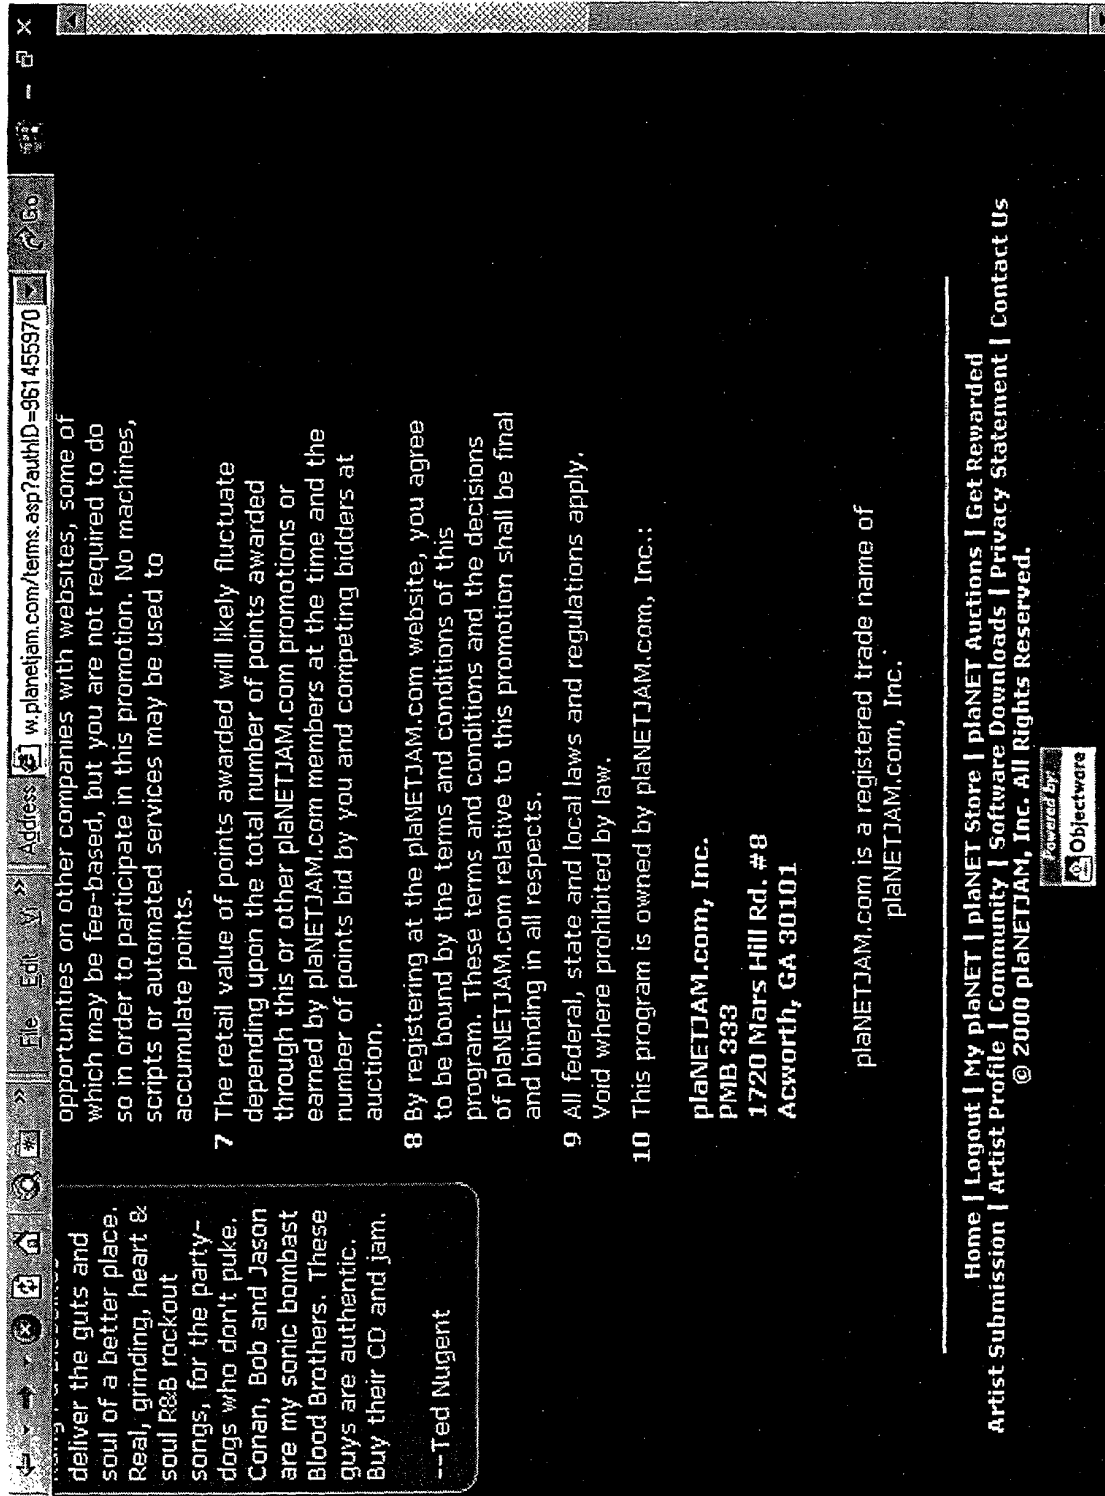 File Edit Vi » Address w.planetjam.com/terms.asp?authID=961455970 Go
deliver the guts and
soul of a better place.
Real, grinding, heart &
soul R&B rockout
songs, for the party-
dogs who don't puke.
Conan, Bob and Jason
are my sonic bombast
Blood Brothers. These
guys are authentic.
Buy their CD and jam.
--Ted Nugent
opportunities on other companies with websites, some of
which may be fee-based, but you are not required to do
so in order to participate in this promotion. No machines,
scripts or automated services may be used to
accumulate points.
7 The retail value of points awarded will likely fluctuate
depending upon the total number of points awarded
through this or other plaNETJAM.com promotions or
earned by plaNETJAM.com members at the time and the
number of points bid by you and competing bidders at
auction.
8 By registering at the plaNETJAM.com website, you agree
to be bound by the terms and conditions of this
program. These terms and conditions and the decisions
of plaNETJAM.com relative to this promotion shall be final
and binding in all respects.
9 All federal, state and local laws and regulations apply.
Void where prohibited by law.
10 This program is owned by plaNETJAM.com, Inc.:
plaNETJAM.com, Inc.
PMB 333
1720 Mars Hill Rd. #8
Acworth, GA 30101
plaNETJAM.com is a registered trade name of
plaNETJAM.com, Inc.
Home | Logout | My plaNET | plaNET Store | plaNET Auctions | Get Rewarded
Artist Submission | Artist Profile | Community | Software Downloads | Privacy Statement | Contact Us
© 2000 plaNETJAM, Inc. All Rights Reserved.
Powered by:
Objectware